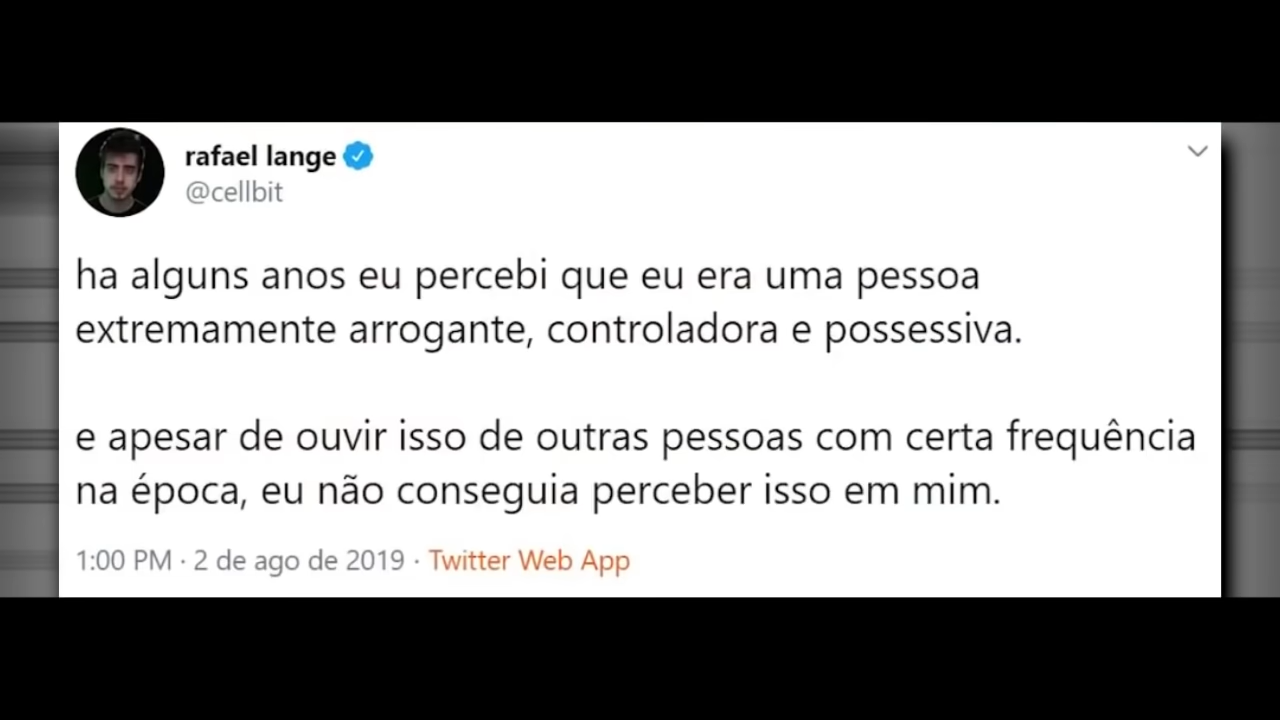 rafael lange
@cellbit
ha alguns anos eu percebi que eu era uma pessoa
extremamente arrogante, controladora e possessiva.
e apesar de ouvir isso de outras pessoas com certa frequência
na época, eu não conseguia perceber isso em mim.
1:00 PM · 2 de ago de 2019 · Twitter Web App